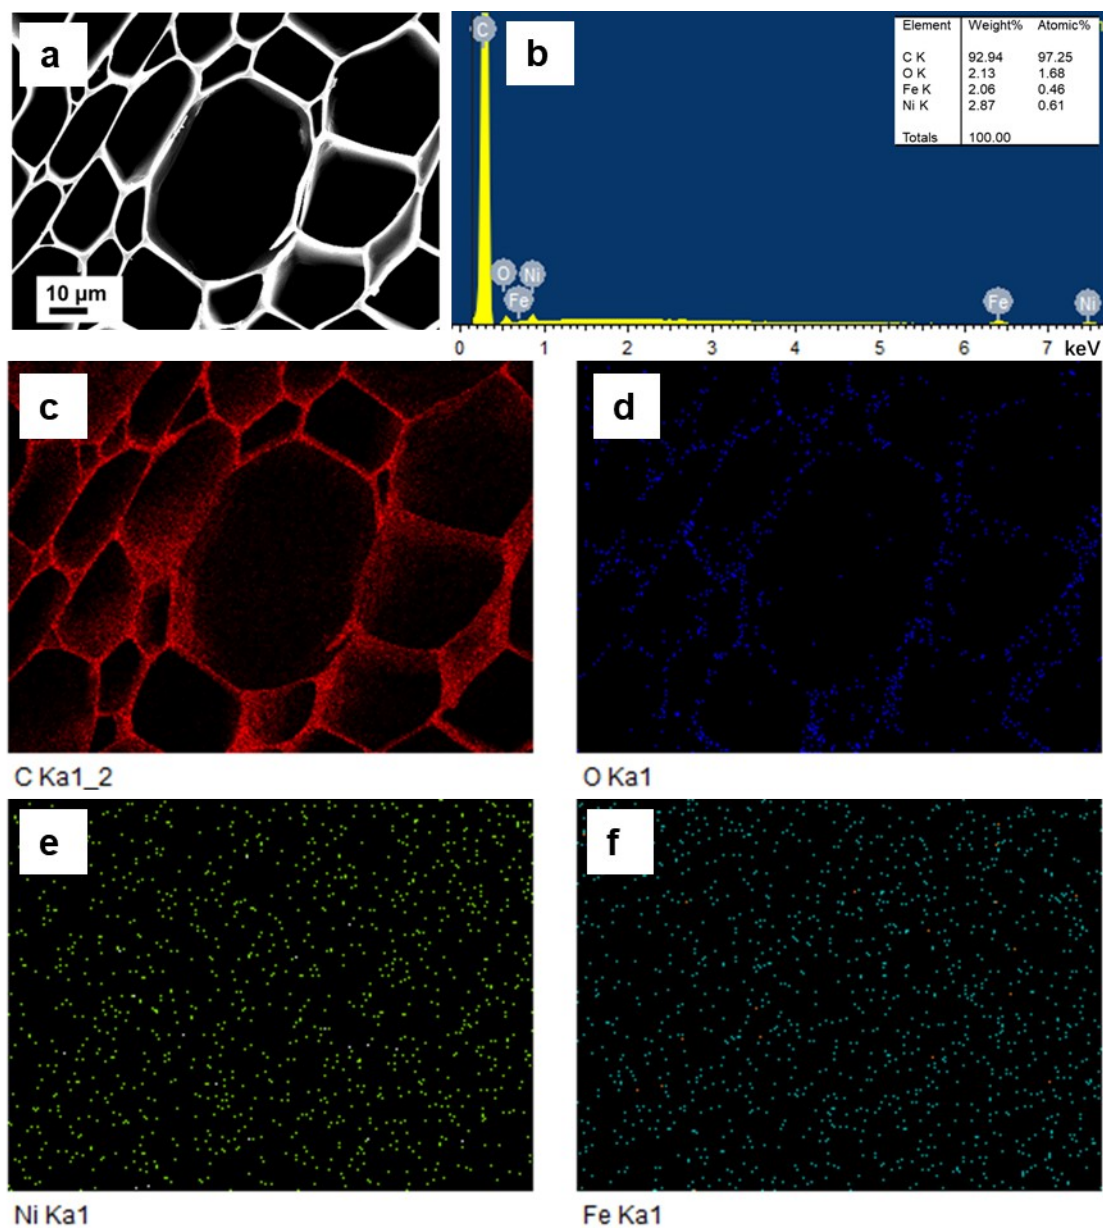 a
10 µm
b
C
O
Ni
Fe
Fe
Ni
0 1 2 3 4 5 6 7 keV
Element Weight% Atomic%
C K 92.94 97.25
O K 2.13 1.68
Fe K 2.06 0.46
Ni K 2.87 0.61
Totals 100.00
c
C Ka1_2
d
O Ka1
e
Ni Ka1
f
Fe Ka1